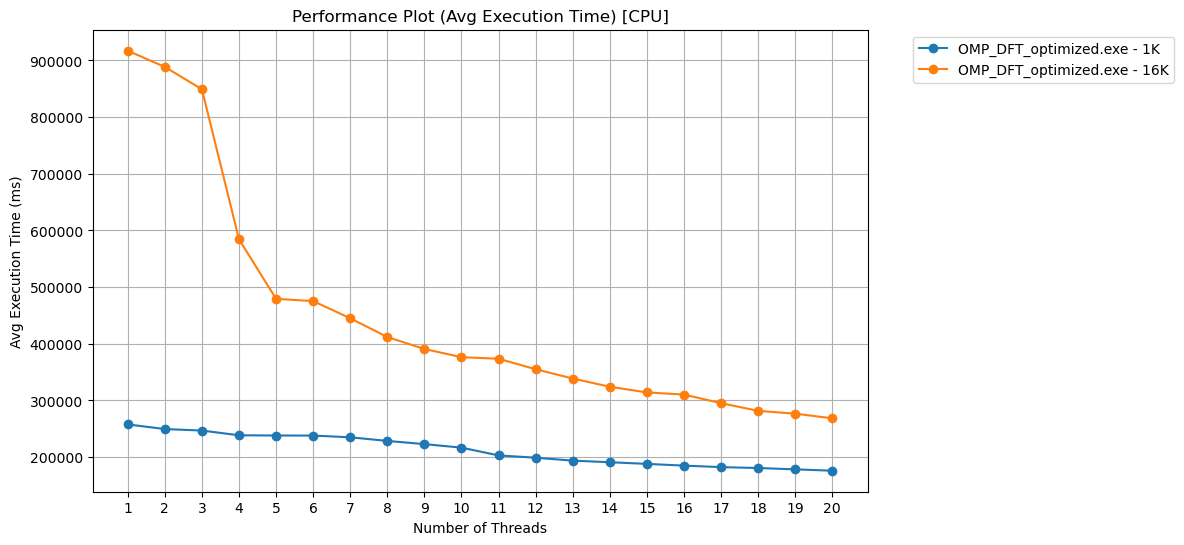 Performance Plot (Avg Execution Time) [CPU]
OMP_DFT_optimized.exe - 1K
OMP_DFT_optimized.exe - 16K
Avg Execution Time (ms)
900000
800000
700000
600000
500000
400000
300000
200000
1 2 3 4 5 6 7 8 9 10 11 12 13 14 15 16 17 18 19 20
Number of Threads